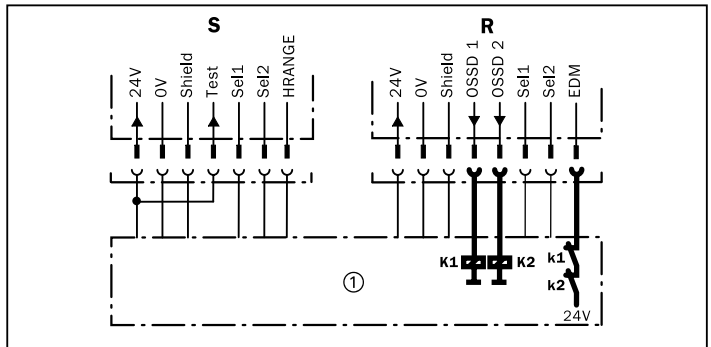 S
R
24V
0V
Shield
Test
Sel1
Sel2
HRANGE
24V
0V
Shield
OSSD 1
OSSD 2
Sel1
Sel2
EDM
K1
K2
k1
k2
24V
①